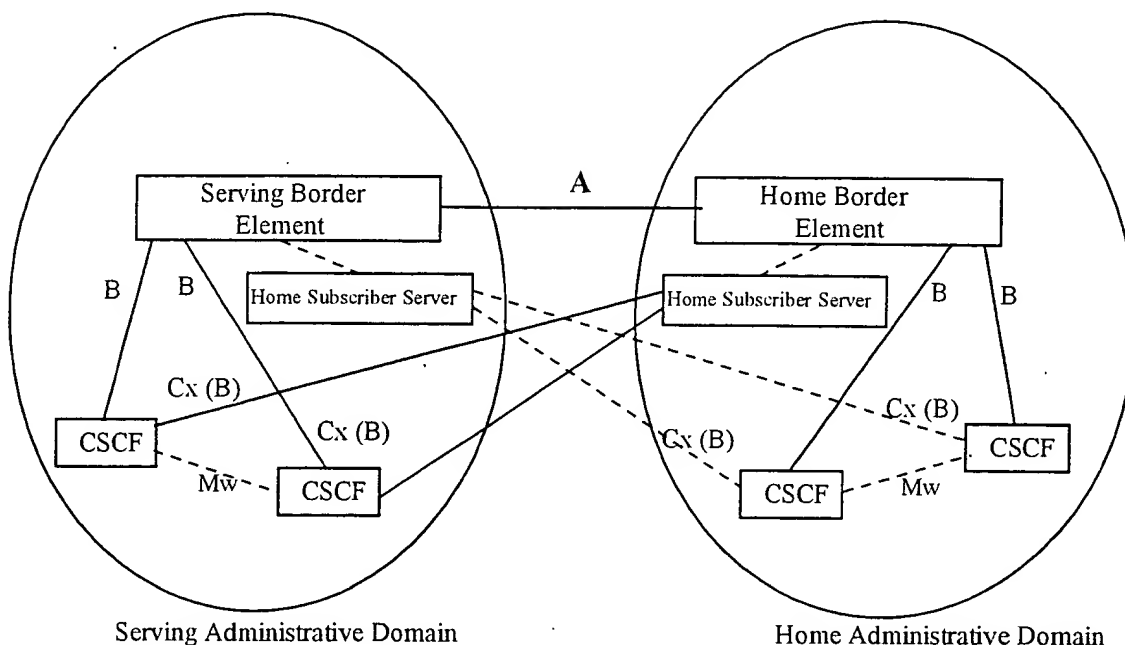 A
Serving Border
Element
Home Border
Element
B
B
Home Subscriber Server
Home Subscriber Server
B
B
Cx (B)
Cx (B)
Cx (B)
Cx (B)
CSCF
Mw
CSCF
CSCF
Mw
CSCF
Serving Administrative Domain
Home Administrative Domain